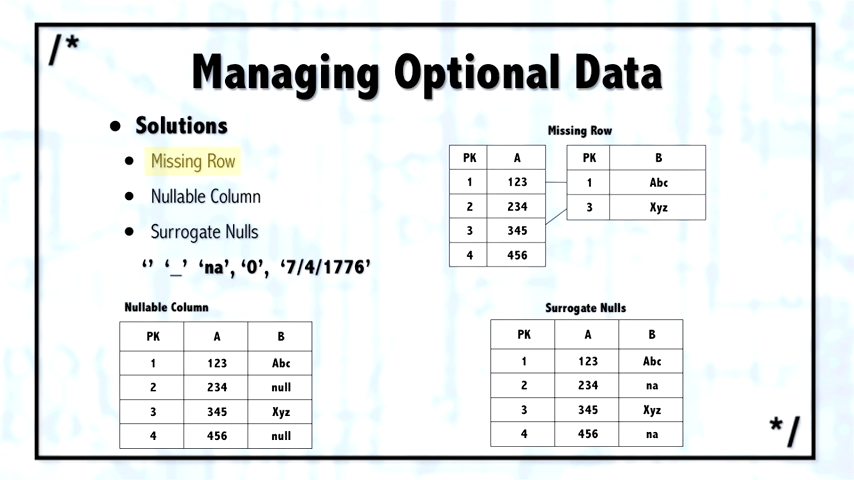 /*
Managing Optional Data
• Solutions
• Missing Row
• Nullable Column
• Surrogate Nulls
‘’ ‘_’ ‘na’, ‘0’, ‘7/4/1776’
Missing Row
PK A
1 123
2 234
3 345
4 456
PK B
1 Abc
3 Xyz
Nullable Column
PK A B
1 123 Abc
2 234 null
3 345 Xyz
4 456 null
Surrogate Nulls
PK A B
1 123 Abc
2 234 na
3 345 Xyz
4 456 na
*/